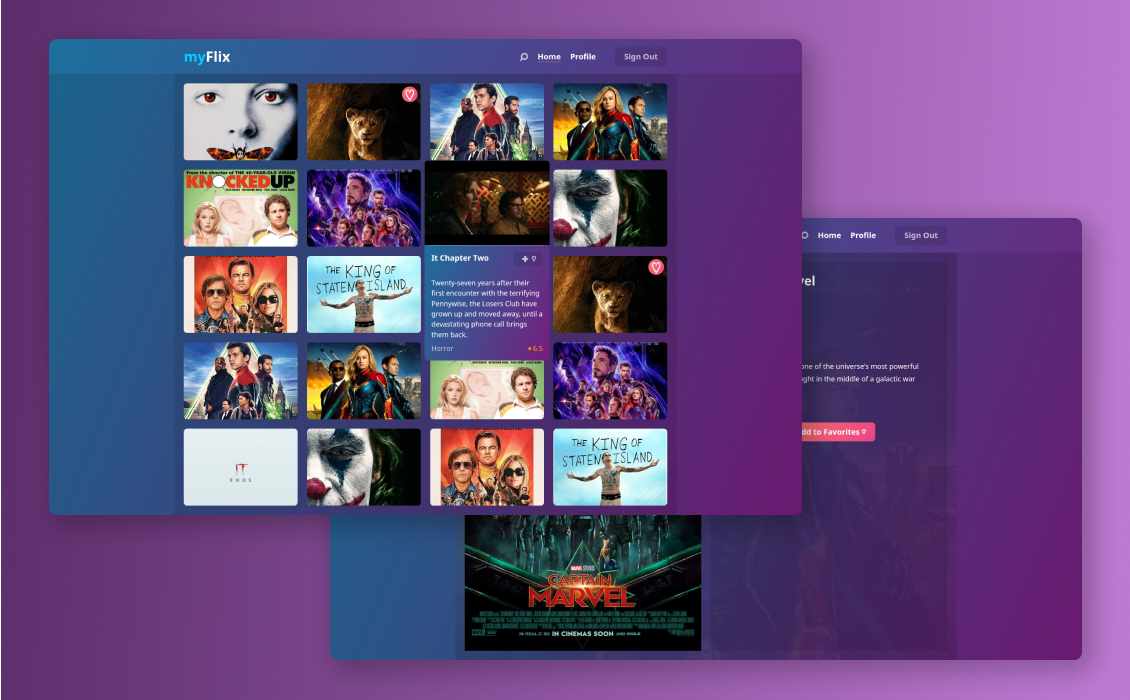 myFlix
Home Profile Sign Out
From the director of THE 40-YEAR-OLD VIRGIN
KNOCKED UP
It Chapter Two
Twenty-seven years after their
first encounter with the terrifying
Pennywise, the Losers Club have
grown up and moved away, until a
devastating phone call brings
them back.
Horror ★6.5
THE KING OF
STATEN ISLAND
IT
ENDS
THE KING OF
STATEN ISLAND
Home Profile Sign Out
vel
one of the universe's most powerful
ght in the middle of a galactic war
dd to Favorites
MARVEL STUDIOS
CAPTAIN
MARVEL
IN REAL D 3D IN CINEMAS SOON AND IMAX